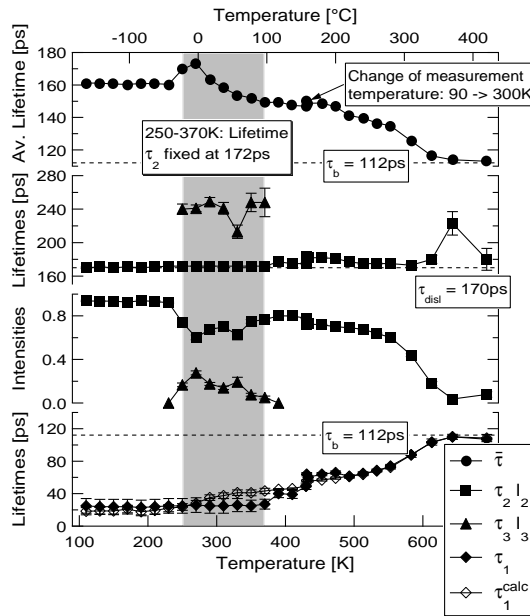 Temperature [°C]
-100 0 100 200 300 400
180
160
140
120
110
Av. Lifetime [ps]
Change of measurement
temperature: 90 -> 300K
250-370K: Lifetime
τ2 fixed at 172ps
τb = 112ps
280
240
200
160
Lifetimes [ps]
τdisl = 170ps
0.8
0.4
0.0
Intensities
120
80
40
0
Lifetimes [ps]
τb = 112ps
100 200 300 400 500 600
Temperature [K]
τ̄
τ2 I2
τ3 I3
τ1
τ1calc